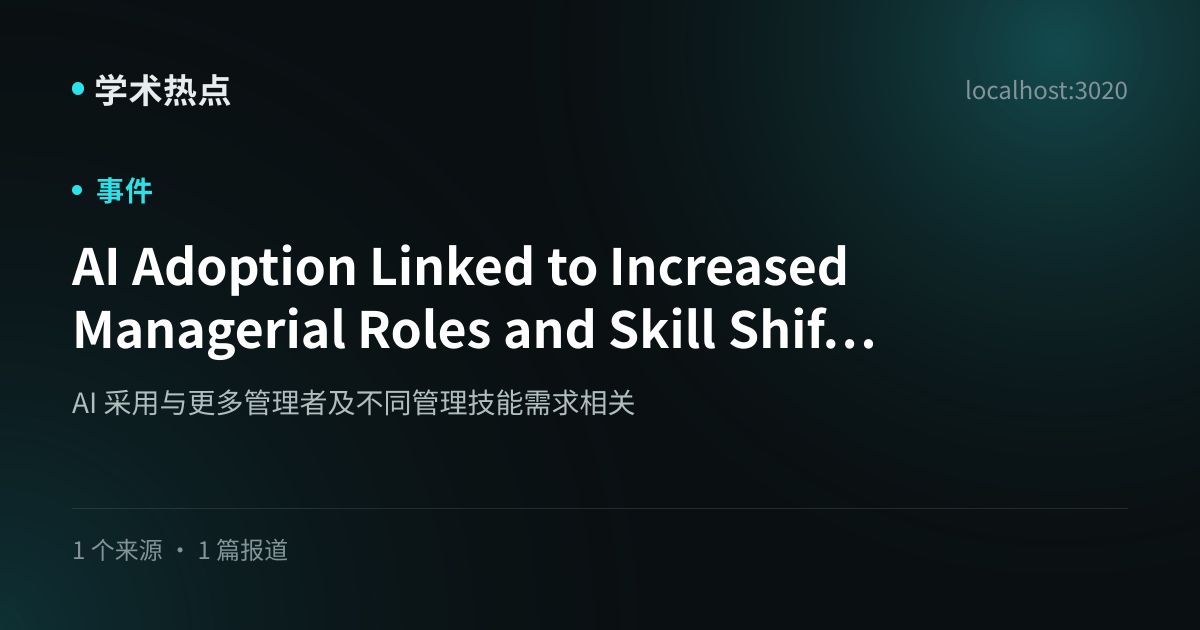 学术热点
localhost:3020
事件
AI Adoption Linked to Increased
Managerial Roles and Skill Shif…
AI 采用与更多管理者及不同管理技能需求相关
1 个来源 · 1 篇报道